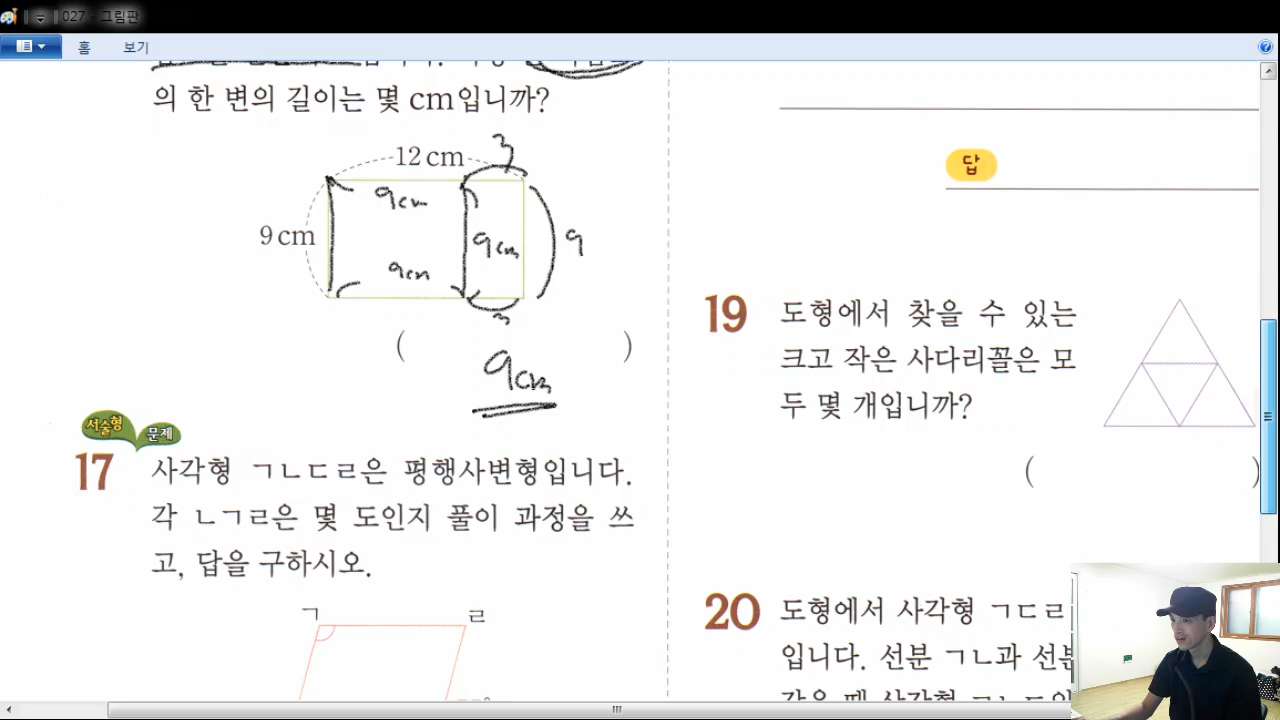 027 - 그림판
홈 보기
의 한 변의 길이는 몇 cm입니까?
12 cm
3
9cm
9 cm
9cm
9
9cm
3
( )
9cm
서술형 문제
17 사각형 ㄱㄴㄷㄹ은 평행사변형입니다.
각 ㄴㄱㄹ은 몇 도인지 풀이 과정을 쓰
고, 답을 구하시오.
ㄱ ㄹ
답
19 도형에서 찾을 수 있는
크고 작은 사다리꼴은 모
두 몇 개입니까?
( )
20 도형에서 사각형 ㄱㄷㄹ
입니다. 선분 ㄱㄴ과 선분